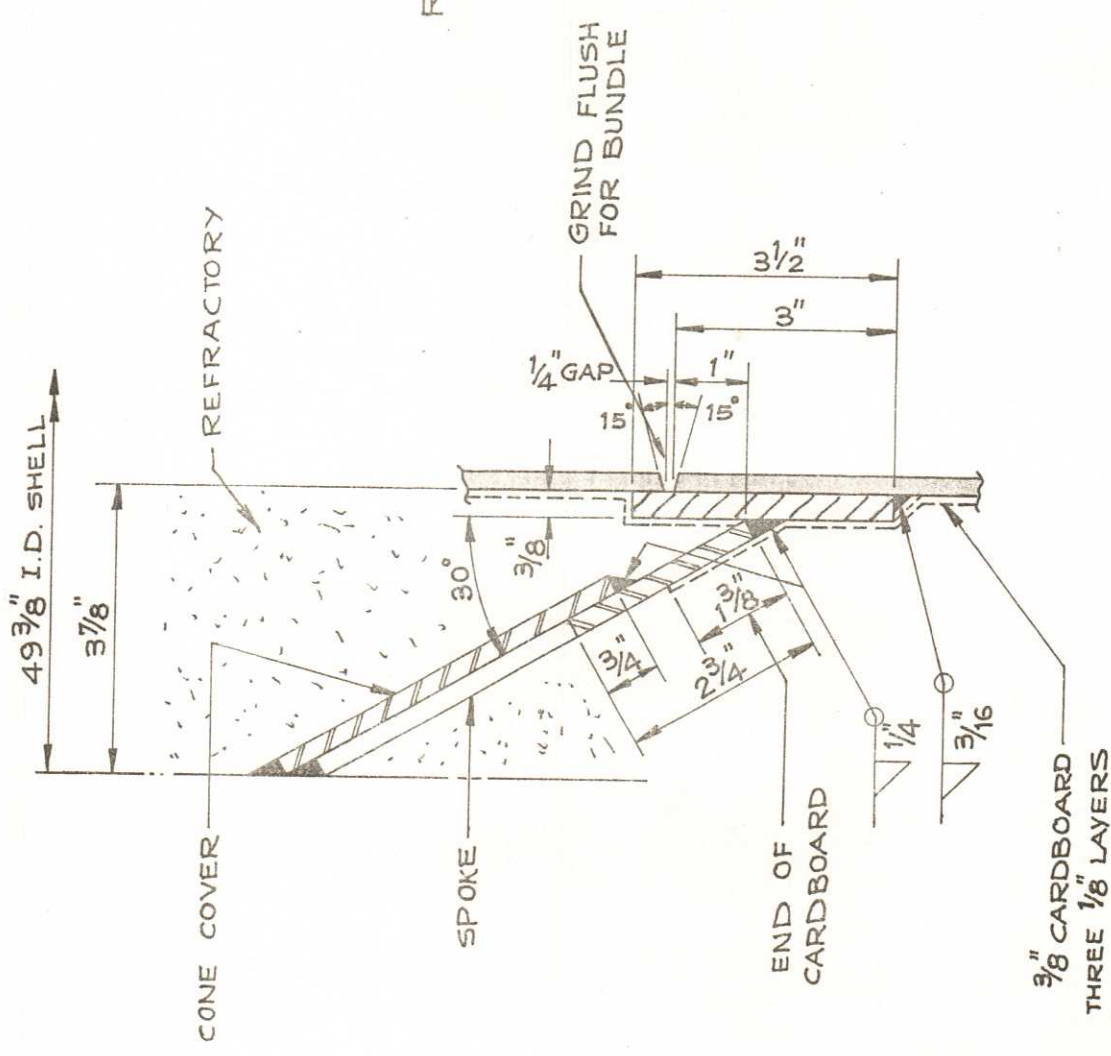 49 3/8" I.D. SHELL
3 7/8"
REFRACTORY
CONE COVER
SPOKE
END OF
CARDBOARD
3/8" CARDBOARD
THREE 1/8" LAYERS
30°
3/8"
3/4"
1 3/8"
2 3/4"
1/4
3/16"
1/4" GAP
15°
15°
1"
3"
3 1/2"
GRIND FLUSH
FOR BUNDLE